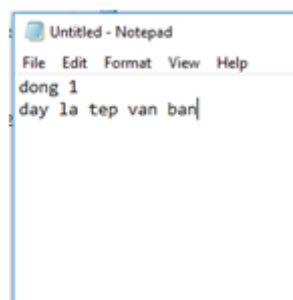 Untitled - Notepad
File Edit Format View Help
dong 1
day la tep van ban